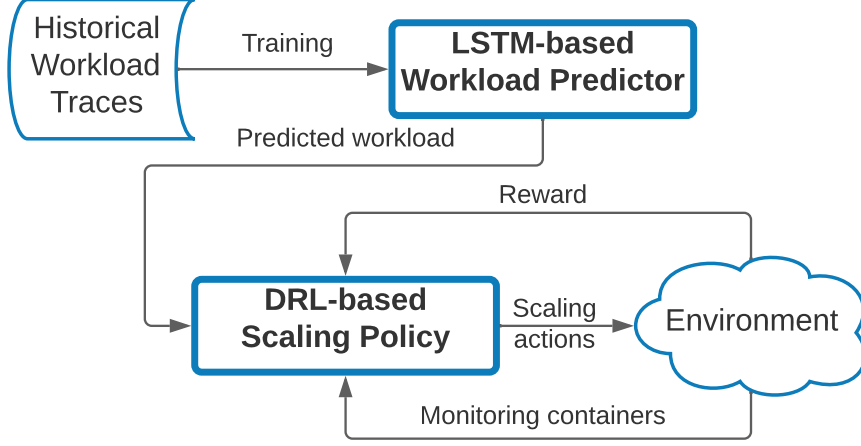 Historical
Workload
Traces
Training
LSTM-based
Workload Predictor
Predicted workload
Reward
DRL-based
Scaling Policy
Scaling
actions
Environment
Monitoring containers